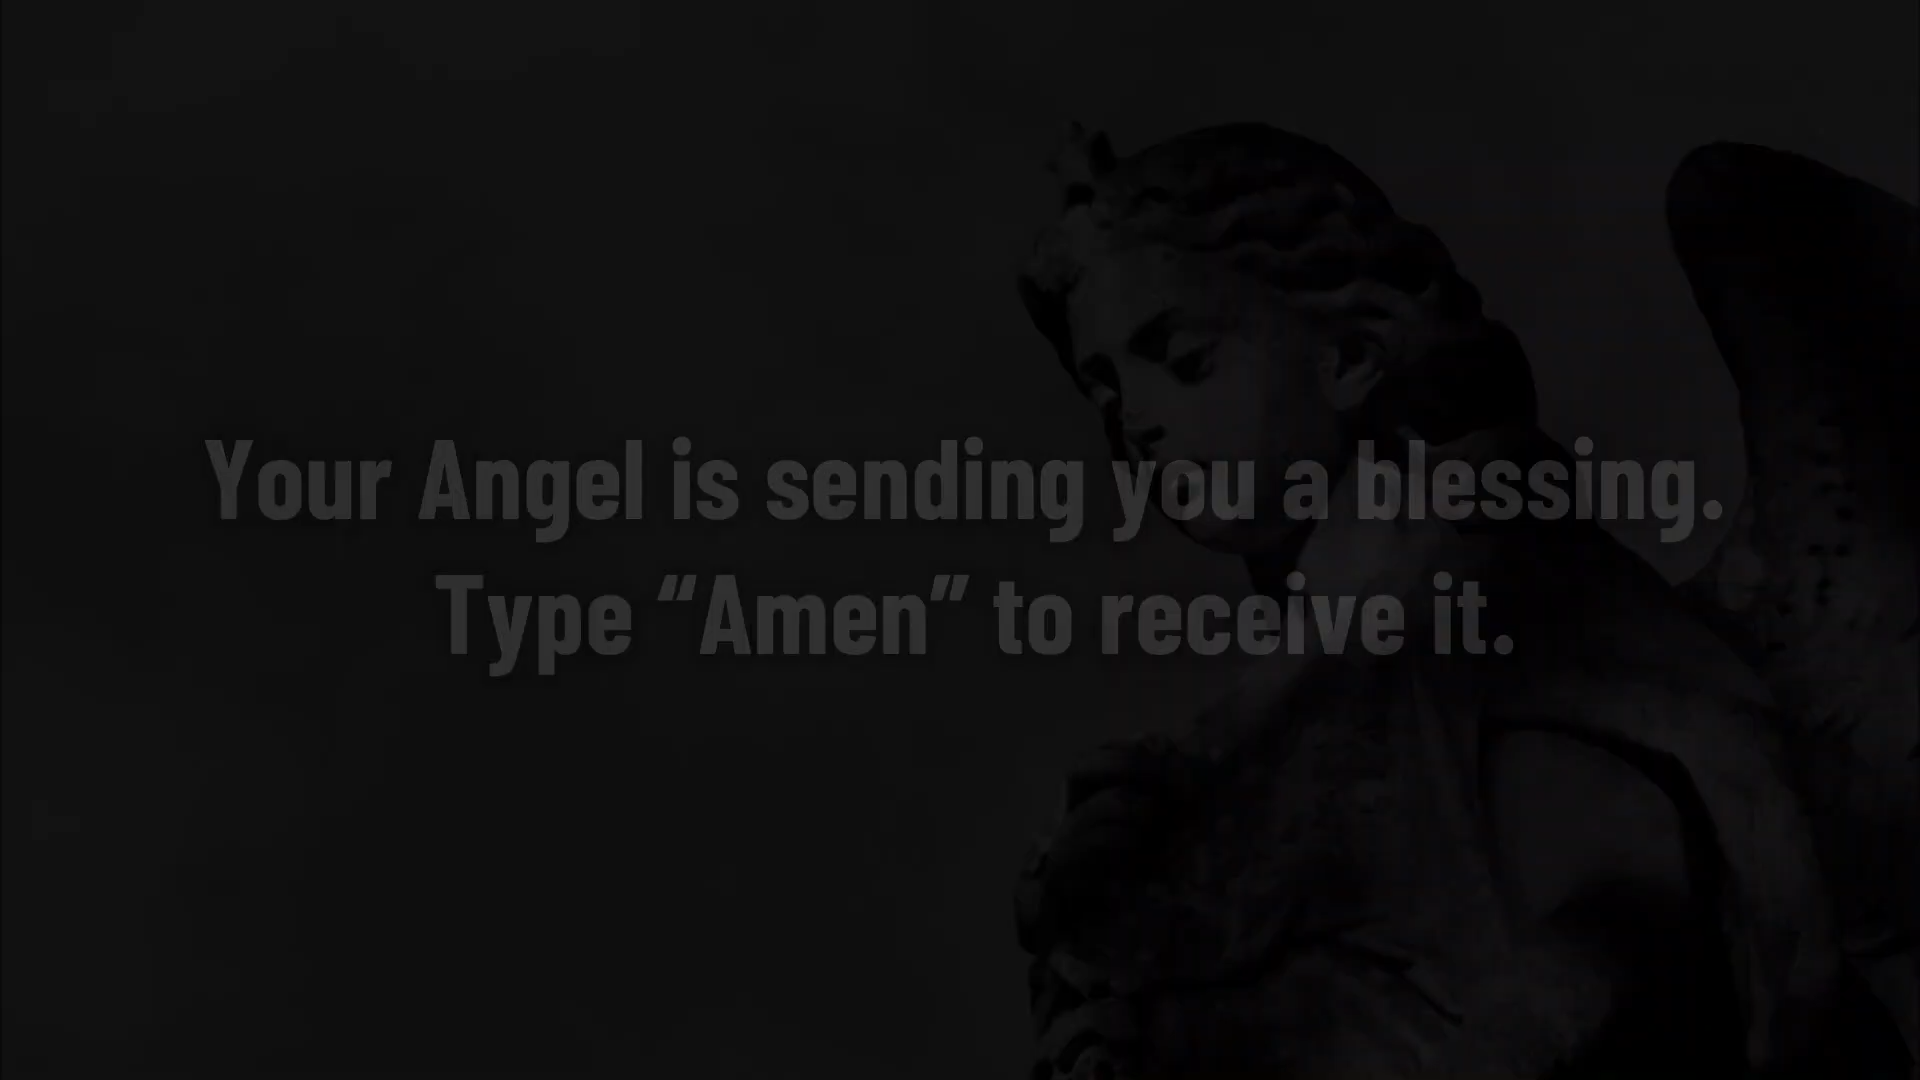 Your Angel is sending you a blessing.
Type “Amen” to receive it.